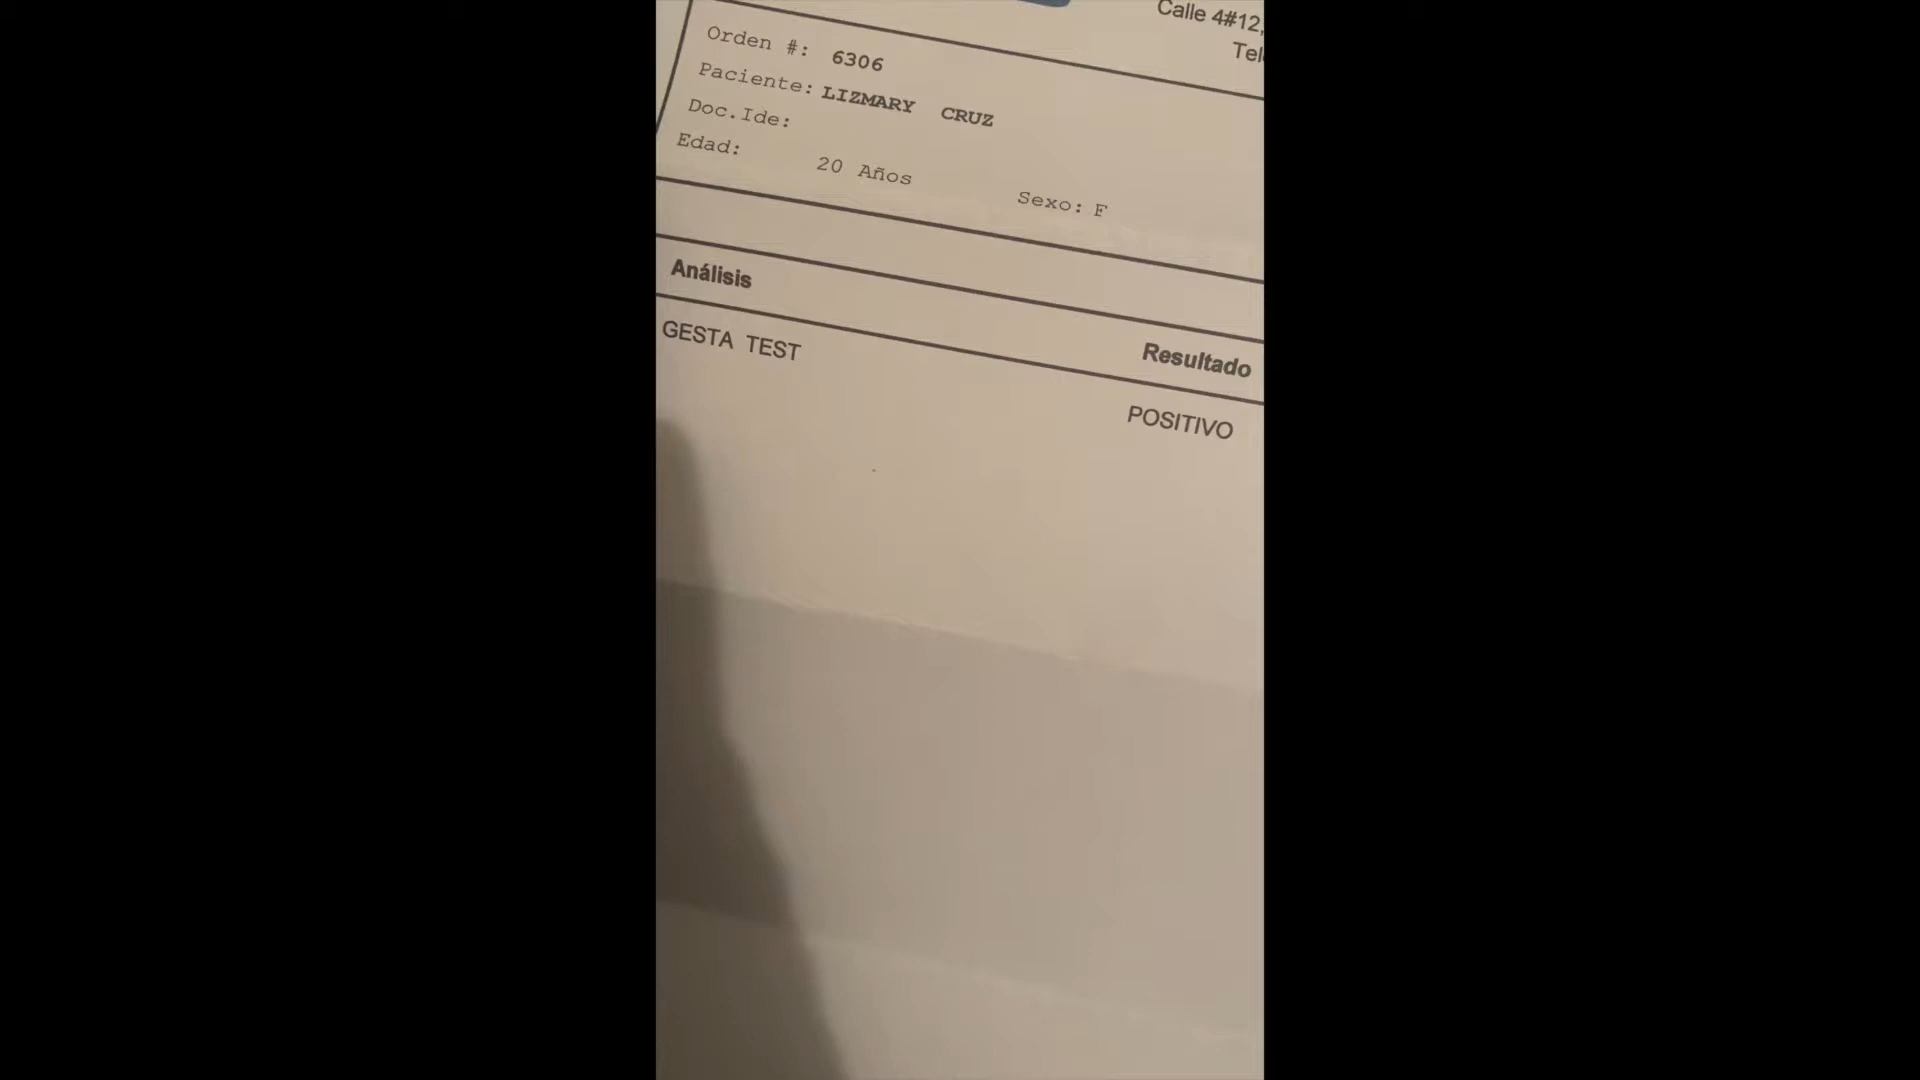 Calle 4#12,
Tel
Orden #: 6306
Paciente: LIZMARY CRUZ
Doc.Ide:
Edad: 20 Años Sexo: F
Análisis Resultado
GESTA TEST POSITIVO